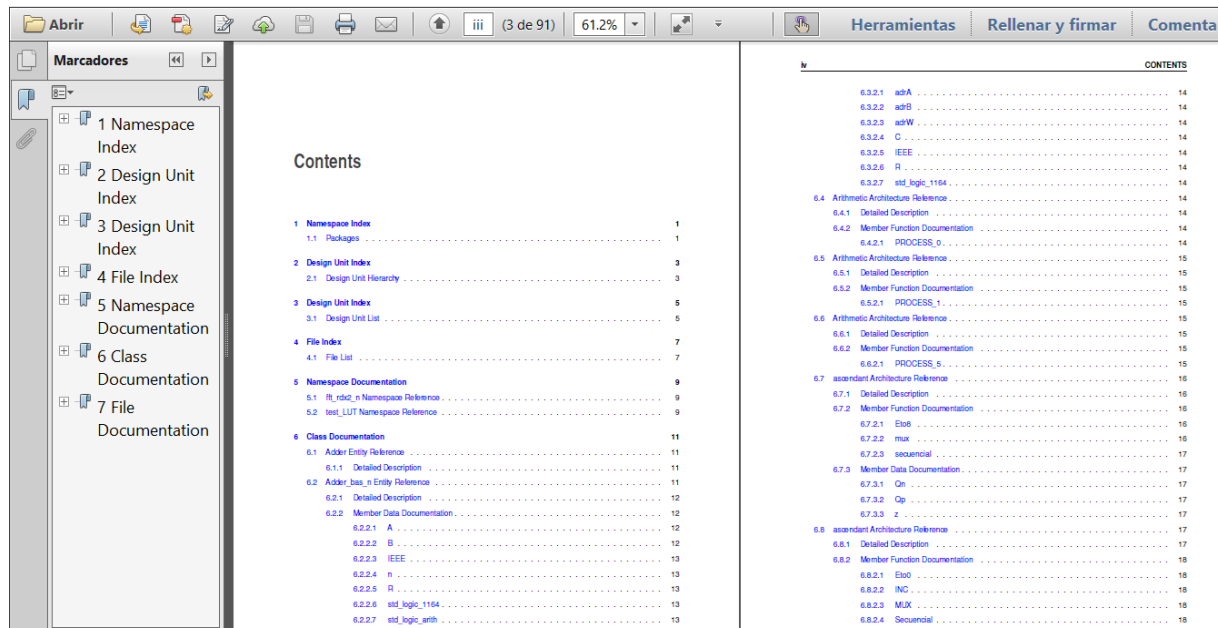 Abrir
iii (3 de 91) 61.2%
Herramientas Rellenar y firmar Comenta
Marcadores
1 Namespace
Index
2 Design Unit
Index
3 Design Unit
Index
4 File Index
5 Namespace
Documentation
6 Class
Documentation
7 File
Documentation
Contents
1 Namespace Index 1
1.1 Packages 1
2 Design Unit Index 3
2.1 Design Unit Hierarchy 3
3 Design Unit Index 5
3.1 Design Unit List 5
4 File Index 7
4.1 File List 7
5 Namespace Documentation 9
5.1 fft_rdx2_n Namespace Reference 9
5.2 test_LUT Namespace Reference 9
6 Class Documentation 11
6.1 Adder Entity Reference 11
6.1.1 Detailed Description 11
6.2 Adder_bas_n Entity Reference 11
6.2.1 Detailed Description 12
6.2.2 Member Data Documentation 12
6.2.2.1 A 12
6.2.2.2 B 12
6.2.2.3 IEEE 13
6.2.2.4 n 13
6.2.2.5 R 13
6.2.2.6 std_logic_1164 13
6.2.2.7 std_logic_arith 13
iv CONTENTS
6.3.2.1 adrA 14
6.3.2.2 adrB 14
6.3.2.3 adrW 14
6.3.2.4 C 14
6.3.2.5 IEEE 14
6.3.2.6 R 14
6.3.2.7 std_logic_1164 14
6.4 Arithmetic Architecture Reference 14
6.4.1 Detailed Description 14
6.4.2 Member Function Documentation 14
6.4.2.1 PROCESS_0 14
6.5 Arithmetic Architecture Reference 15
6.5.1 Detailed Description 15
6.5.2 Member Function Documentation 15
6.5.2.1 PROCESS_1 15
6.6 Arithmetic Architecture Reference 15
6.6.1 Detailed Description 15
6.6.2 Member Function Documentation 15
6.6.2.1 PROCESS_5 15
6.7 ascendant Architecture Reference 16
6.7.1 Detailed Description 16
6.7.2 Member Function Documentation 16
6.7.2.1 Eto8 16
6.7.2.2 mux 16
6.7.2.3 secuencial 17
6.7.3 Member Data Documentation 17
6.7.3.1 Qn 17
6.7.3.2 Qp 17
6.7.3.3 z 17
6.8 ascendant Architecture Reference 17
6.8.1 Detailed Description 17
6.8.2 Member Function Documentation 18
6.8.2.1 Eto0 18
6.8.2.2 INC 18
6.8.2.3 MUX 18
6.8.2.4 Secuencial 18